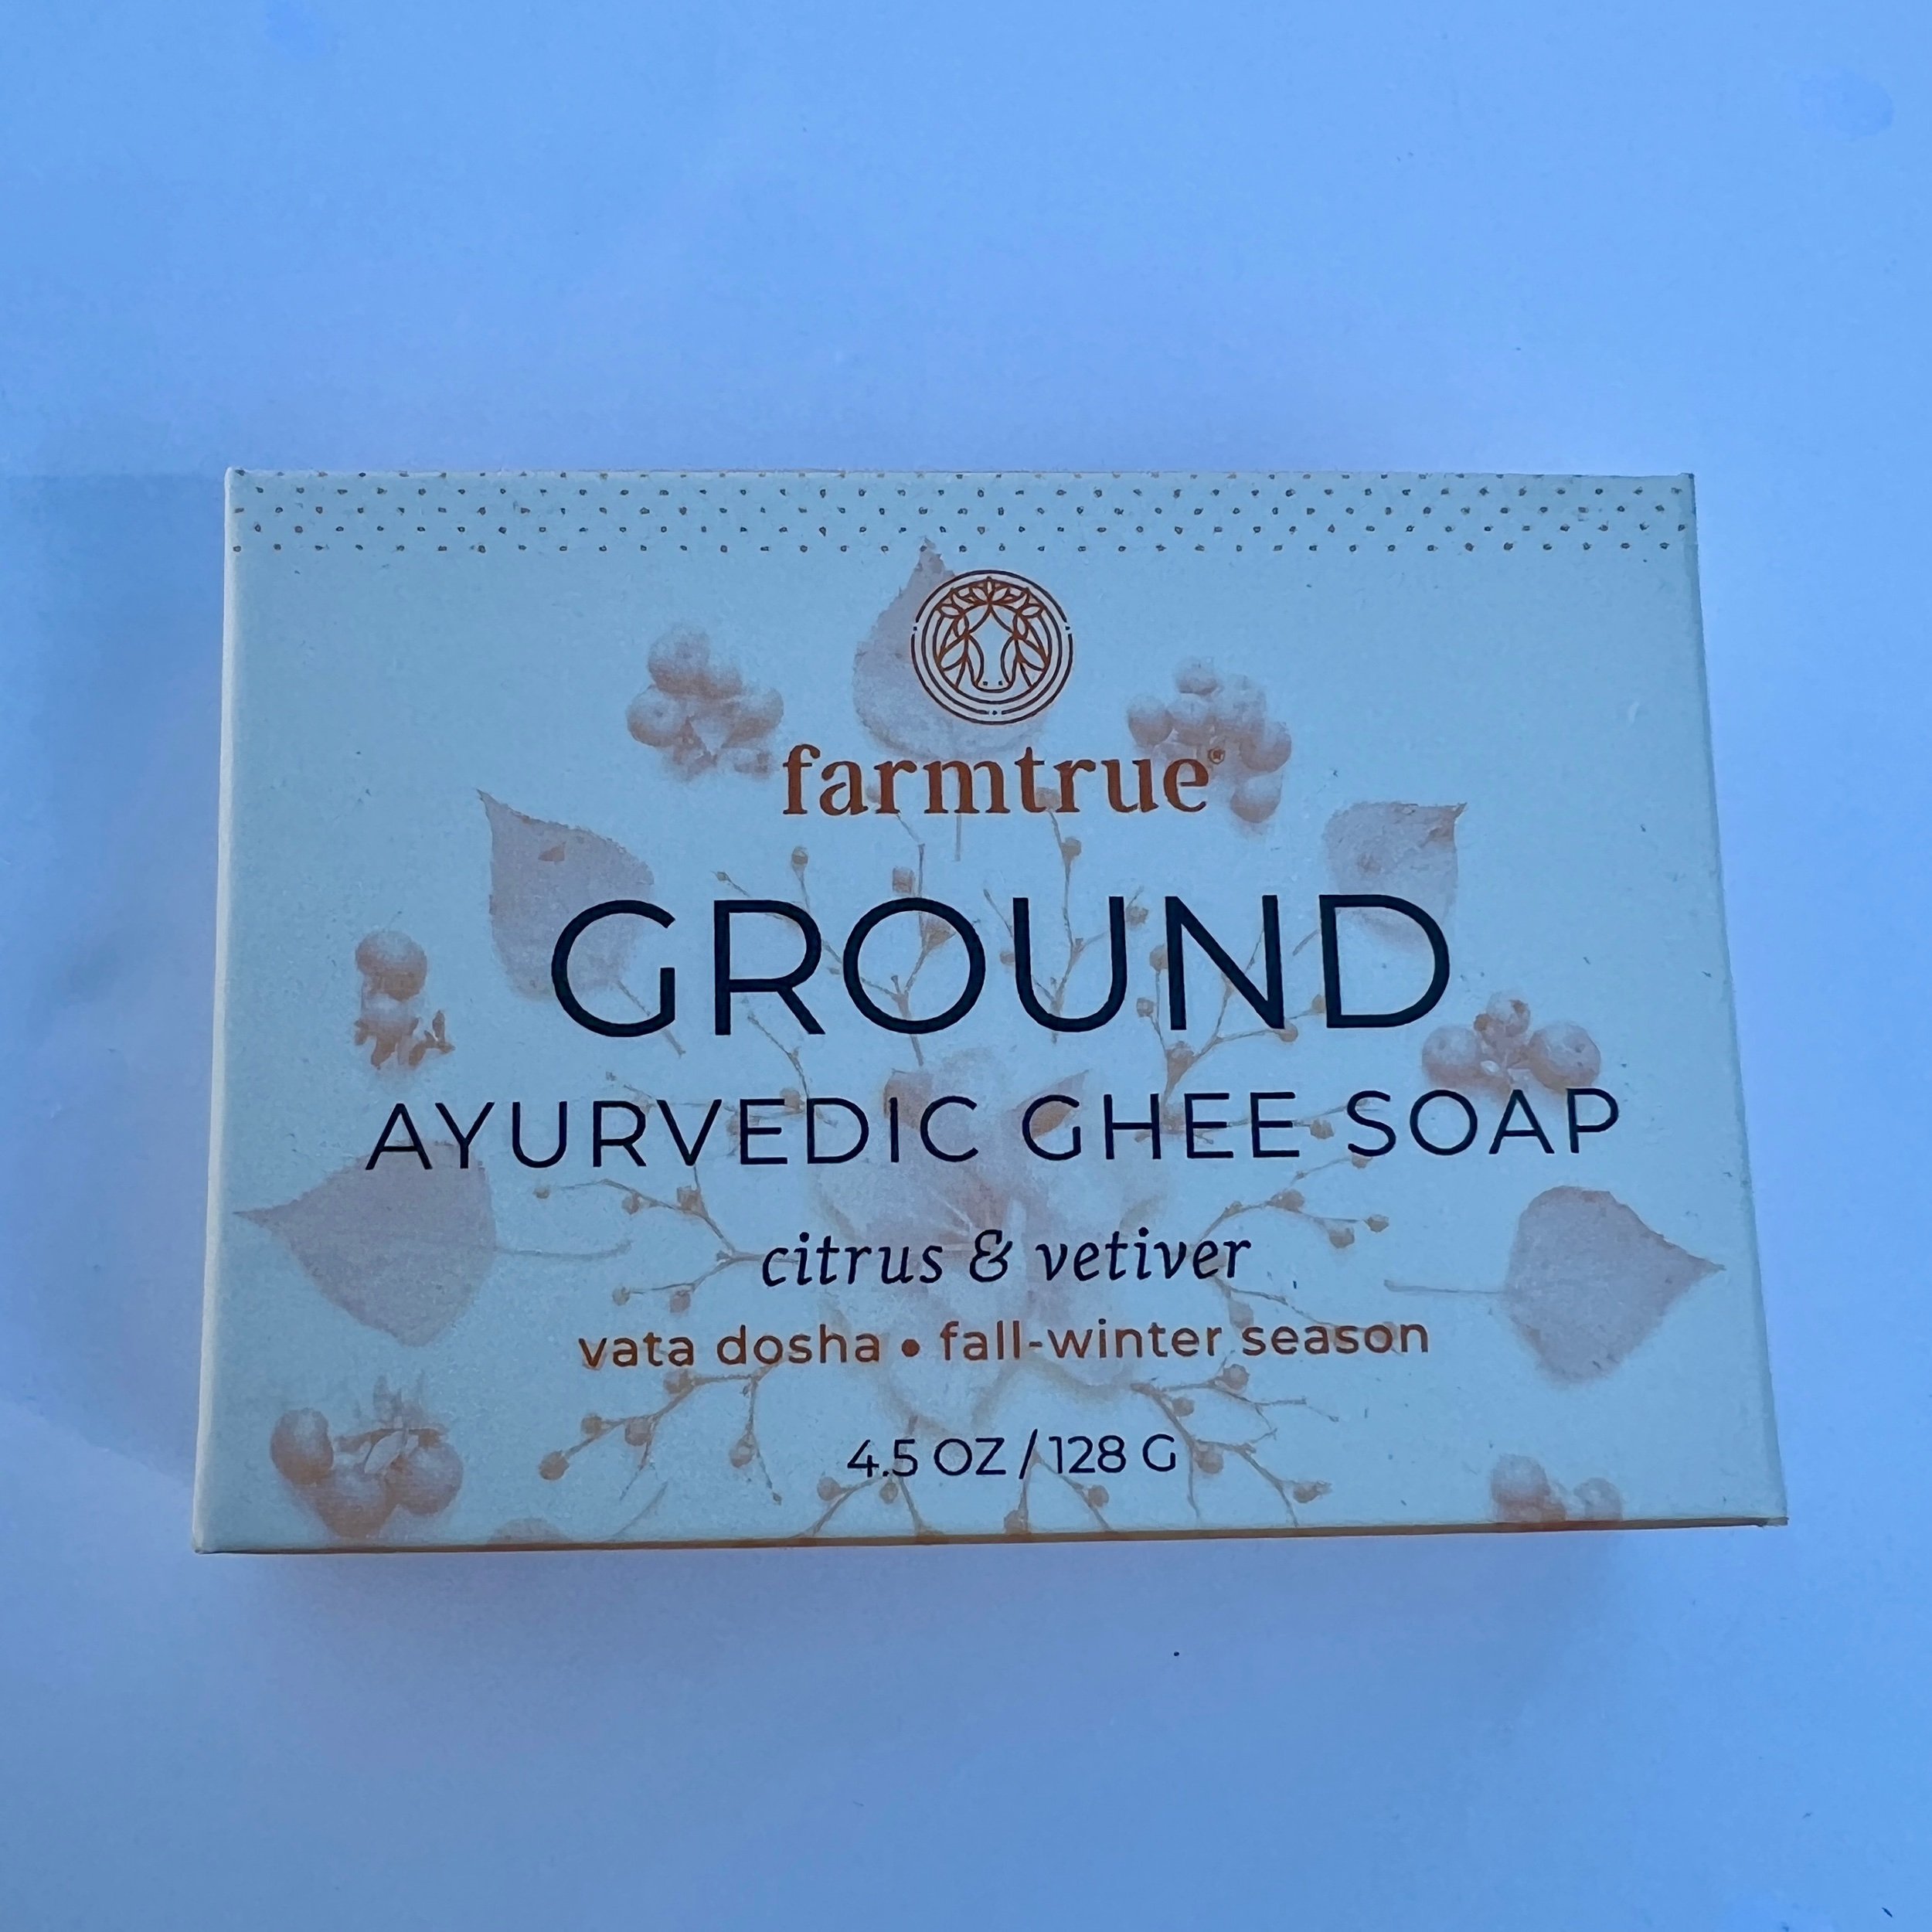 farmtrue®
GROUND
AYURVEDIC GHEE SOAP
citrus & vetiver
vata dosha • fall-winter season
4.5 OZ / 128 G